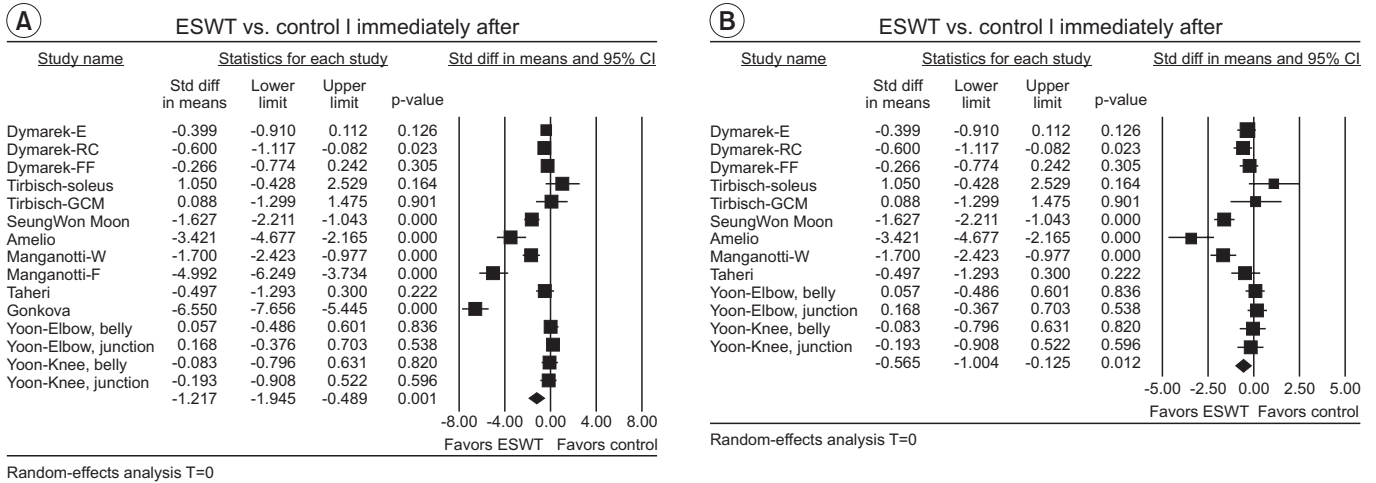 A
ESWT vs. control I immediately after
Study name Statistics for each study Std diff in means and 95% CI
Std diff in means Lower limit Upper limit p-value
Dymarek-E -0.399 -0.910 0.112 0.126
Dymarek-RC -0.600 -1.117 -0.082 0.023
Dymarek-FF -0.266 -0.774 0.242 0.305
Tirbisch-soleus 1.050 -0.428 2.529 0.164
Tirbisch-GCM 0.088 -1.299 1.475 0.901
SeungWon Moon -1.627 -2.211 -1.043 0.000
Amelio -3.421 -4.677 -2.165 0.000
Manganotti-W -1.700 -2.423 -0.977 0.000
Manganotti-F -4.992 -6.249 -3.734 0.000
Taheri -0.497 -1.293 0.300 0.222
Gonkova -6.550 -7.656 -5.445 0.000
Yoon-Elbow, belly 0.057 -0.486 0.601 0.836
Yoon-Elbow, junction 0.168 -0.376 0.703 0.538
Yoon-Knee, belly -0.083 -0.796 0.631 0.820
Yoon-Knee, junction -0.193 -0.908 0.522 0.596
-1.217 -1.945 -0.489 0.001
-8.00 -4.00 0.00 4.00 8.00
Favors ESWT Favors control
Random-effects analysis T=0
B
ESWT vs. control I immediately after
Study name Statistics for each study Std diff in means and 95% CI
Std diff in means Lower limit Upper limit p-value
Dymarek-E -0.399 -0.910 0.112 0.126
Dymarek-RC -0.600 -1.117 -0.082 0.023
Dymarek-FF -0.266 -0.774 0.242 0.305
Tirbisch-soleus 1.050 -0.428 2.529 0.164
Tirbisch-GCM 0.088 -1.299 1.475 0.901
SeungWon Moon -1.627 -2.211 -1.043 0.000
Amelio -3.421 -4.677 -2.165 0.000
Manganotti-W -1.700 -2.423 -0.977 0.000
Taheri -0.497 -1.293 0.300 0.222
Yoon-Elbow, belly 0.057 -0.486 0.601 0.836
Yoon-Elbow, junction 0.168 -0.367 0.703 0.538
Yoon-Knee, belly -0.083 -0.796 0.631 0.820
Yoon-Knee, junction -0.193 -0.908 0.522 0.596
-0.565 -1.004 -0.125 0.012
-5.00 -2.50 0.00 2.50 5.00
Favors ESWT Favors control
Random-effects analysis T=0